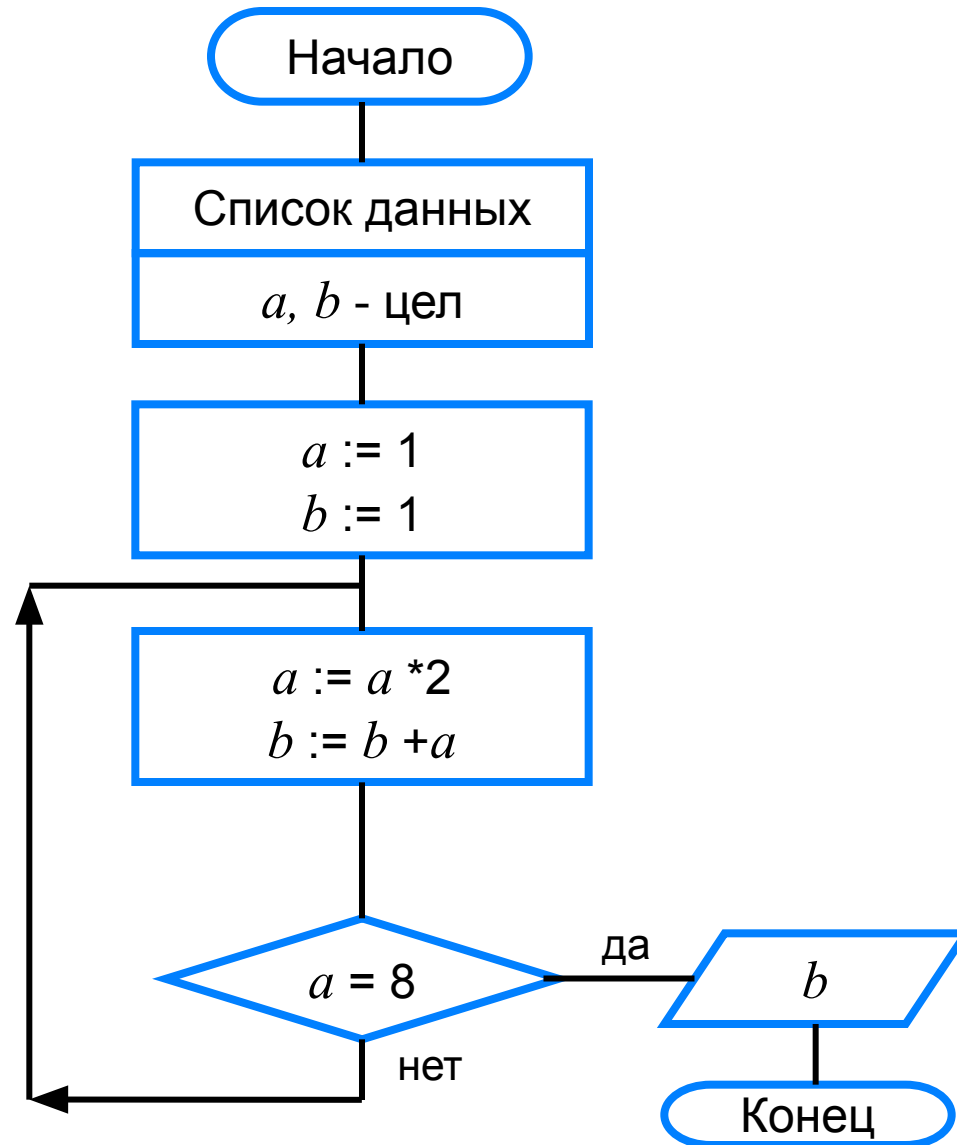 Начало
Список данных
a, b - цел
a := 1
b := 1
a := a *2
b := b +a
a = 8
да
b
нет
Конец